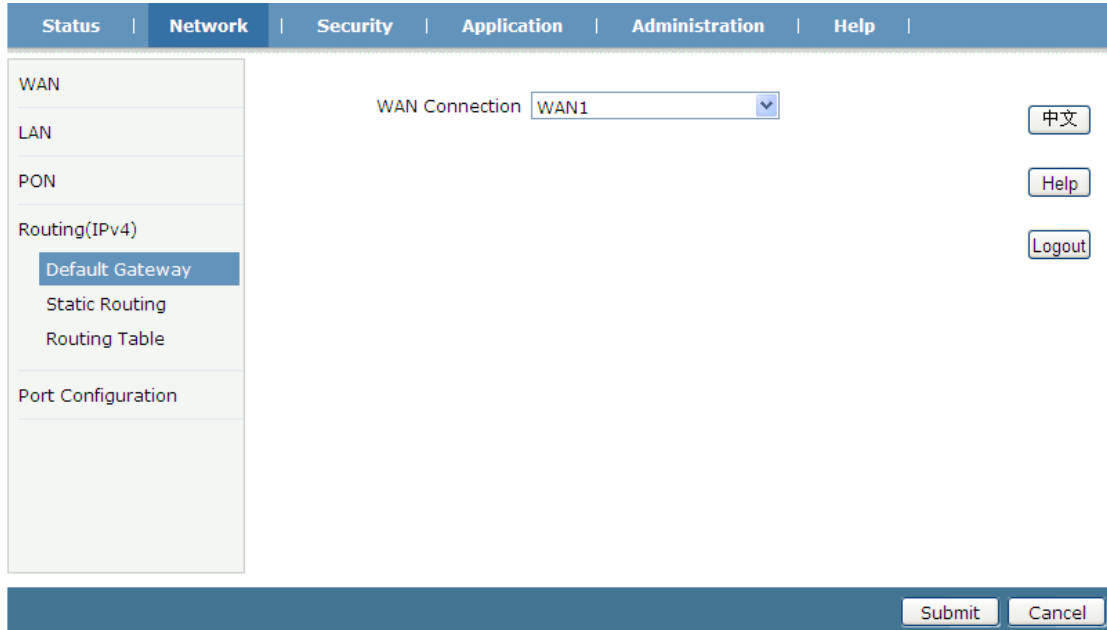 Status | Network | Security | Application | Administration | Help |
WAN
LAN
PON
Routing(IPv4)
Default Gateway
Static Routing
Routing Table
Port Configuration
WAN Connection WAN1
中文
Help
Logout
Submit Cancel